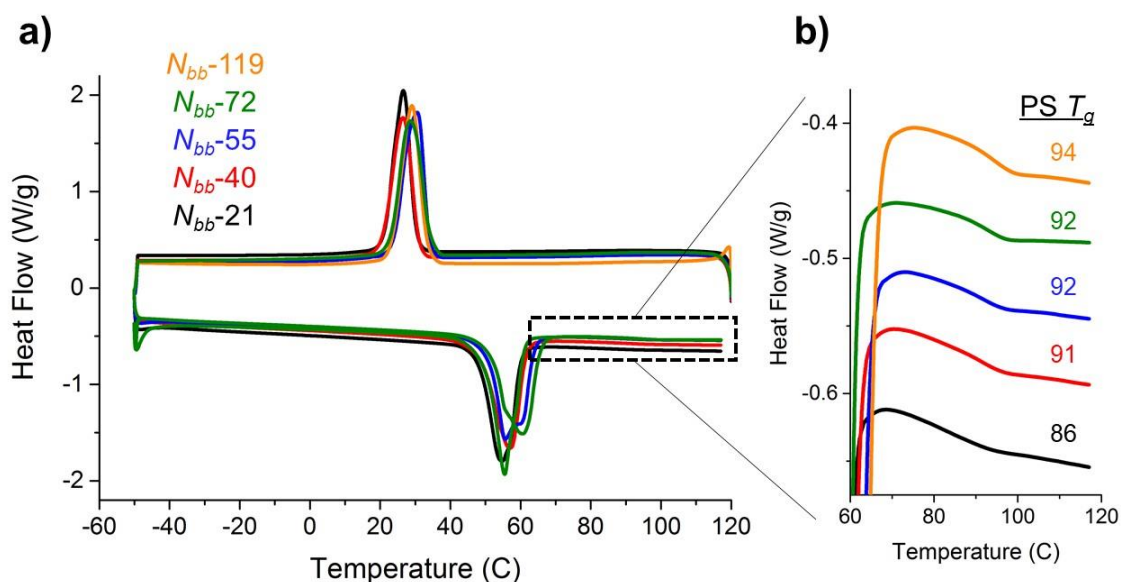 a)
N_bb-119
N_bb-72
N_bb-55
N_bb-40
N_bb-21
Heat Flow (W/g)
2
1
0
-1
-2
-60 -40 -20 0 20 40 60 80 100 120
Temperature (C)
b)
PS T_g
94
92
92
91
86
Heat Flow (W/g)
-0.4
-0.5
-0.6
60 80 100 120
Temperature (C)